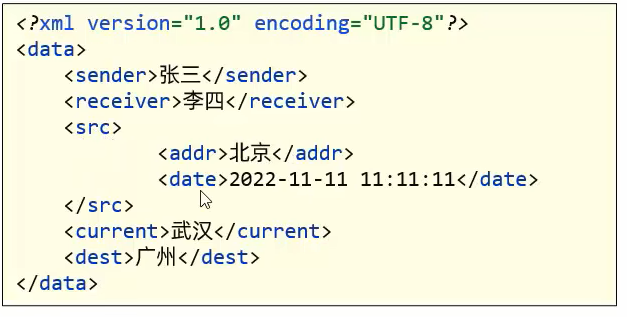 <?xml version="1.0" encoding="UTF-8"?>
<data>
    <sender>张三</sender>
    <receiver>李四</receiver>
    <src>
            <addr>北京</addr>
            <date>2022-11-11 11:11:11</date>
    </src>
    <current>武汉</current>
    <dest>广州</dest>
</data>